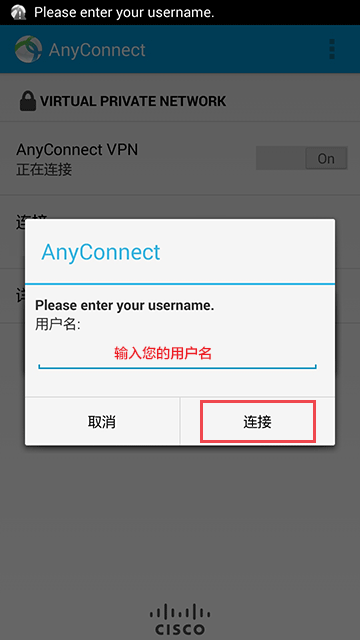 Please enter your username.
AnyConnect
VIRTUAL PRIVATE NETWORK
AnyConnect VPN
正在连接
On
连接
AnyConnect
Please enter your username.
用户名:
输入您的用户名
取消
连接
CISCO